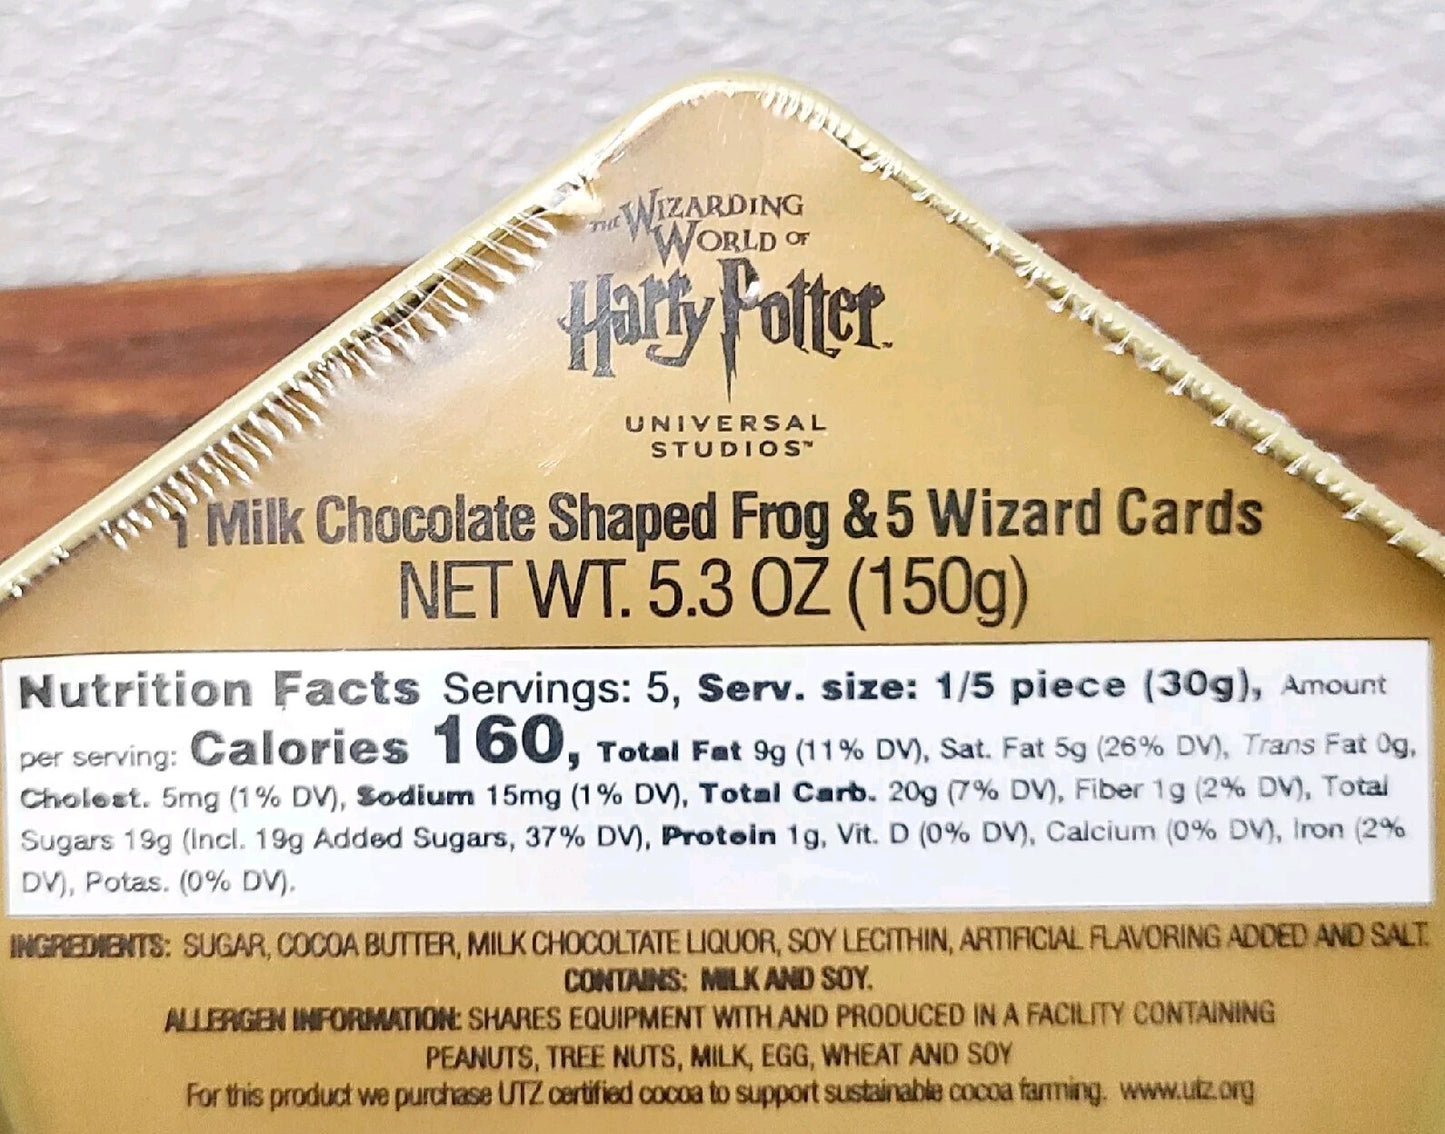 THE WIZARDING
WORLD OF
Harry Potter
UNIVERSAL
STUDIOS™
1 Milk Chocolate Shaped Frog & 5 Wizard Cards
NET WT. 5.3 OZ (150g)
Nutrition Facts Servings: 5, Serv. size: 1/5 piece (30g), Amount
per serving: Calories 160, Total Fat 9g (11% DV), Sat. Fat 5g (26% DV), Trans Fat 0g,
Cholest. 5mg (1% DV), Sodium 15mg (1% DV), Total Carb. 20g (7% DV), Fiber 1g (2% DV), Total
Sugars 19g (Incl. 19g Added Sugars, 37% DV), Protein 1g, Vit. D (0% DV), Calcium (0% DV), Iron (2%
DV), Potas. (0% DV).
INGREDIENTS: SUGAR, COCOA BUTTER, MILK CHOCOLTATE LIQUOR, SOY LECITHIN, ARTIFICIAL FLAVORING ADDED AND SALT.
CONTAINS: MILK AND SOY.
ALLERGEN INFORMATION: SHARES EQUIPMENT WITH AND PRODUCED IN A FACILITY CONTAINING
PEANUTS, TREE NUTS, MILK, EGG, WHEAT AND SOY
For this product we purchase UTZ certified cocoa to support sustainable cocoa farming. www.utz.org